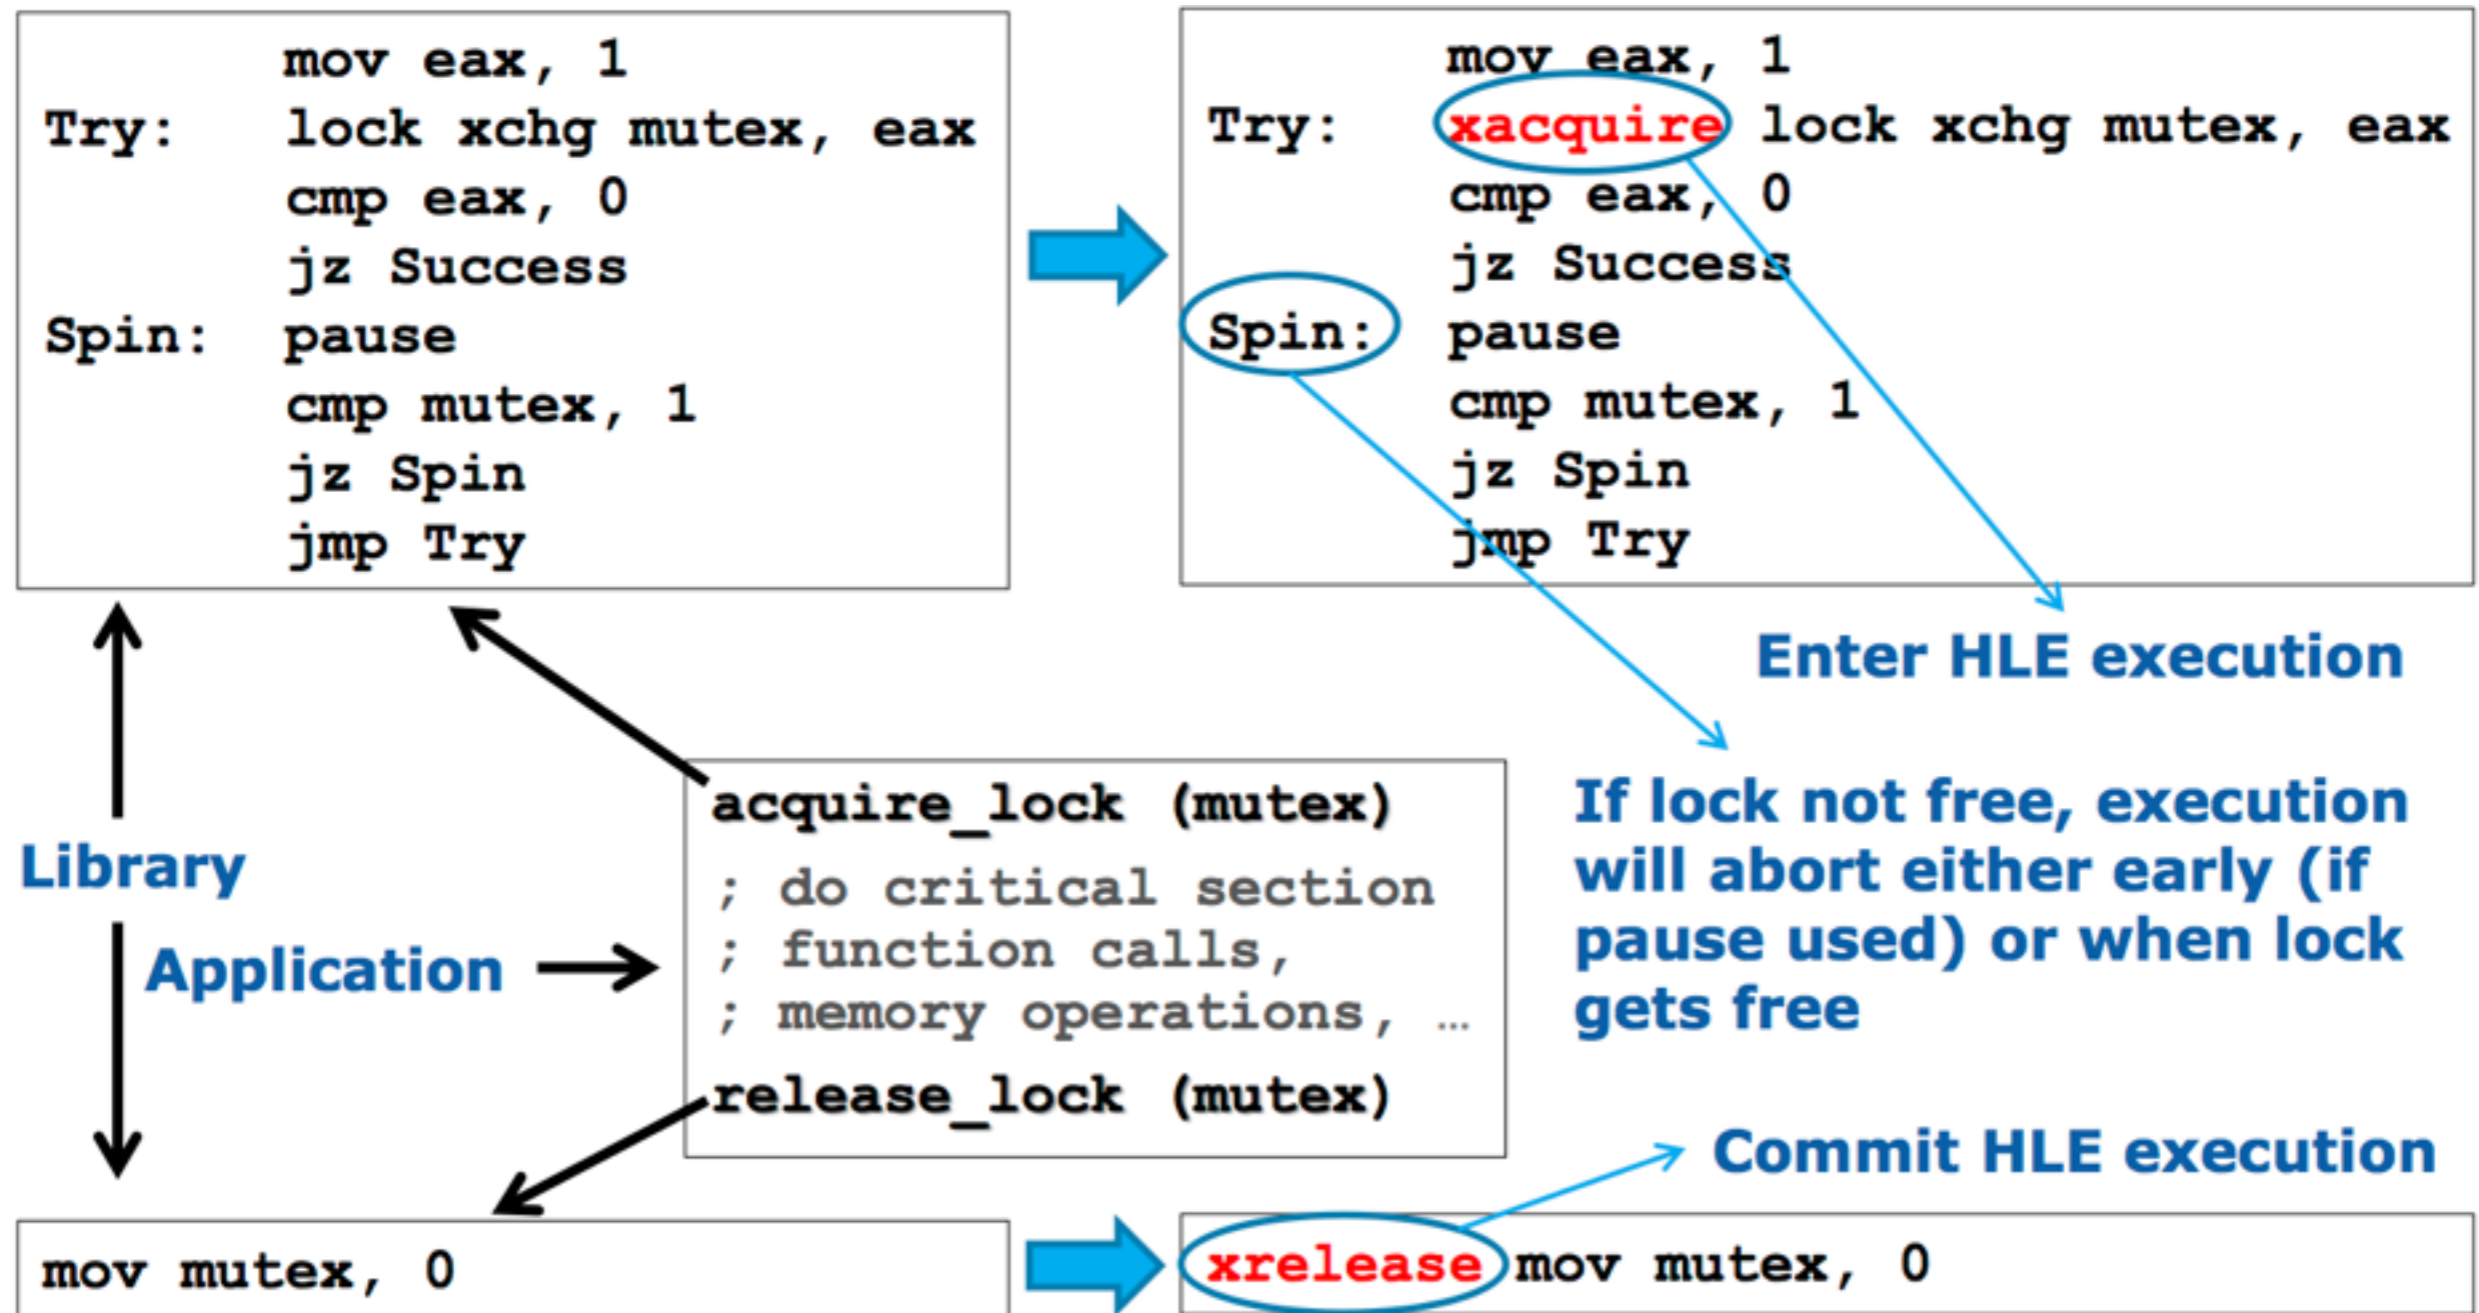 mov eax, 1
Try: lock xchg mutex, eax
cmp eax, 0
jz Success
Spin: pause
cmp mutex, 1
jz Spin
jmp Try
mov eax, 1
Try: xacquire lock xchg mutex, eax
cmp eax, 0
jz Success
Spin: pause
cmp mutex, 1
jz Spin
jmp Try
Enter HLE execution
If lock not free, execution
will abort either early (if
pause used) or when lock
gets free
Library
Application
acquire_lock (mutex)
; do critical section
; function calls,
; memory operations, …
release_lock (mutex)
Commit HLE execution
mov mutex, 0
xrelease mov mutex, 0